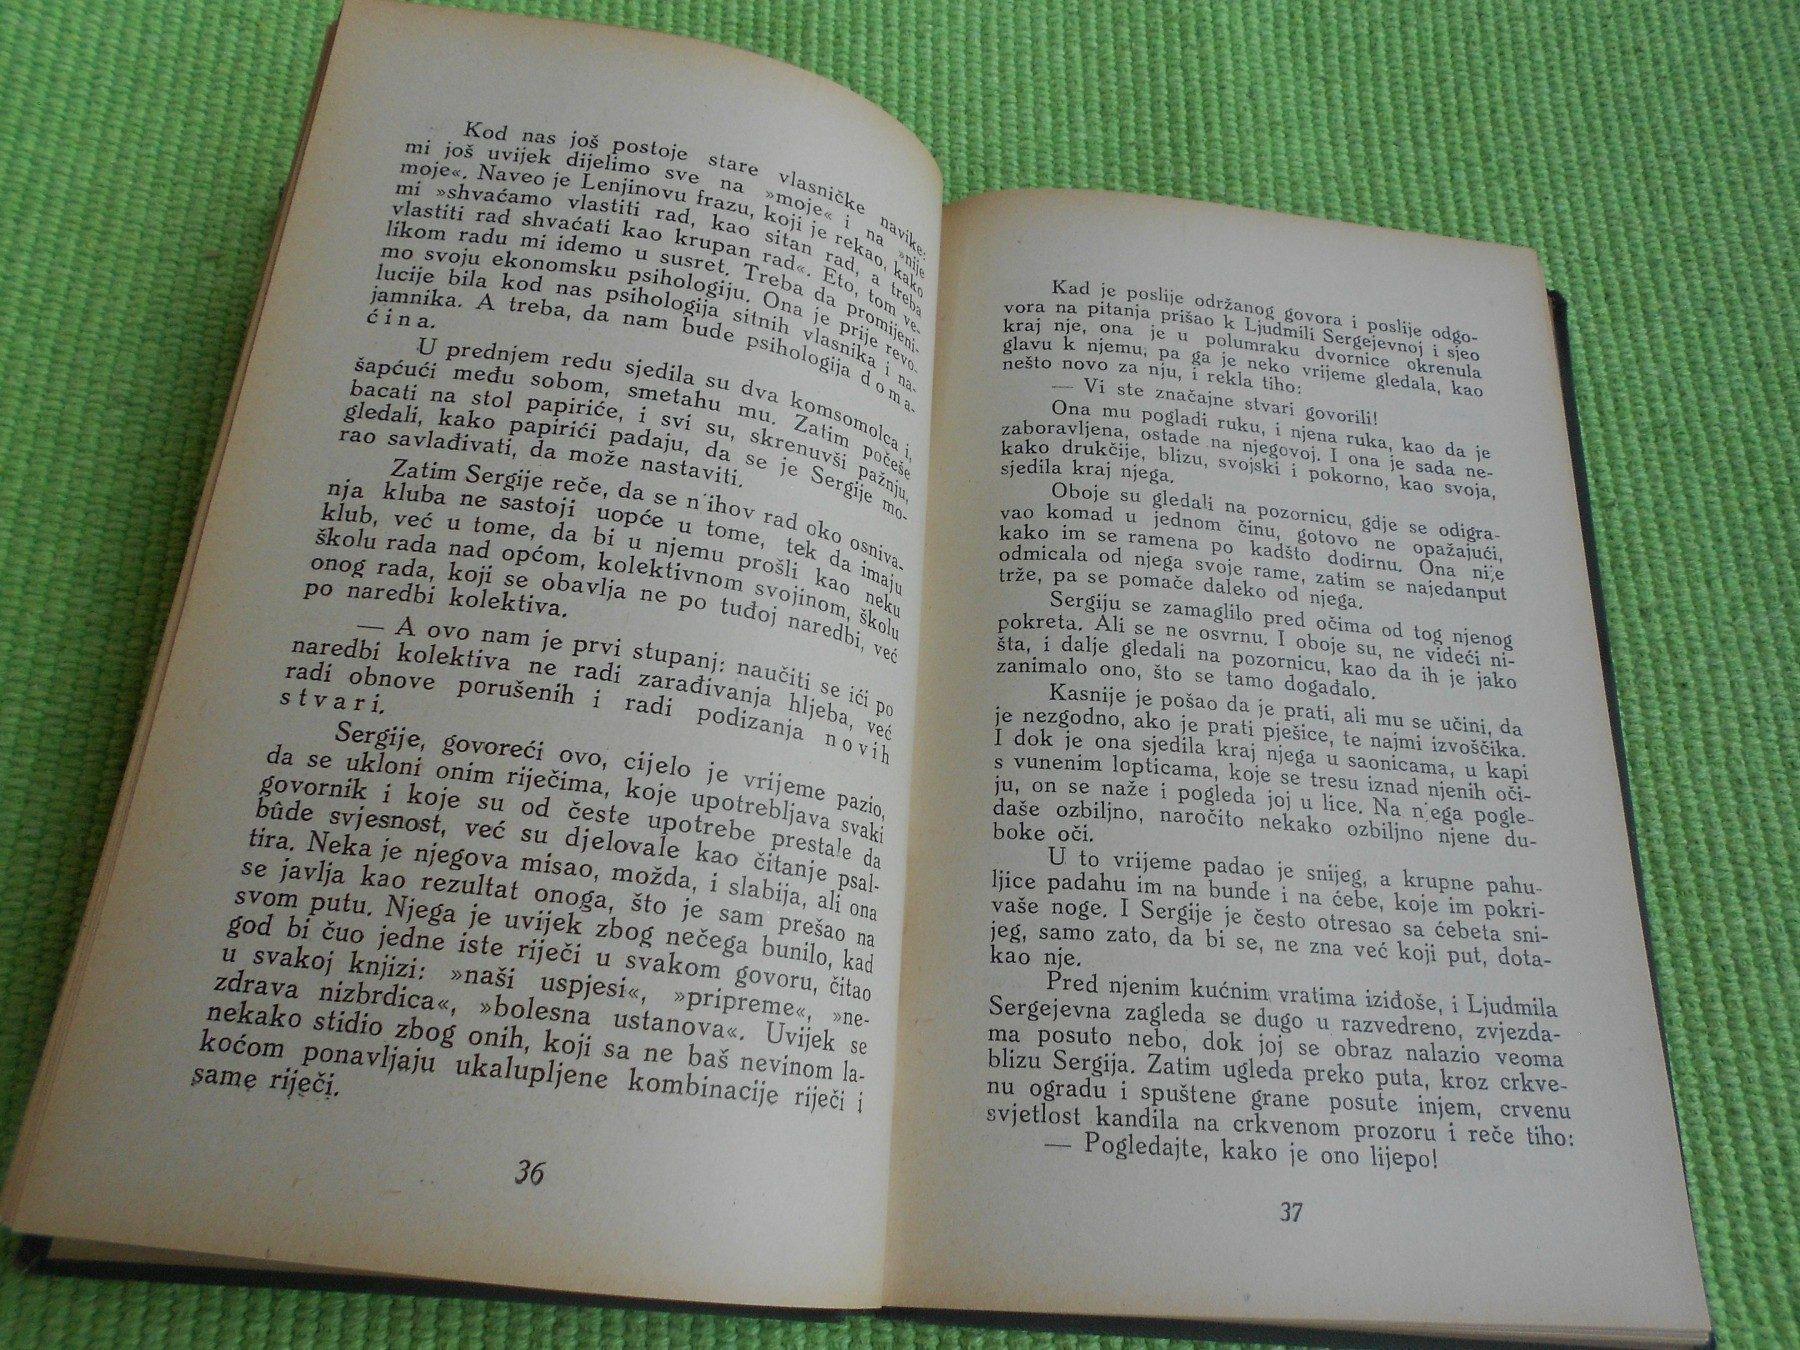 Kod nas još postoje stare vlasničke navike:
mi još uvijek dijelimo sve na »moje« i na »nije
moje«. Naveo je Lenjinovu frazu, koji je rekao, kako
mi »shvaćamo vlastiti rad, kao sitan rad, a treba
vlastiti rad shvaćati kao krupan rad«. Eto, tom ve-
likom radu mi idemo u susret. Treba da promijeni-
mo svoju ekonomsku psihologiju. Ona je prije revo-
lucije bila kod nas psihologija sitnih vlasnika i na-
jamnika. A treba, da nam bude psihologija d o m a-
ć i n a.
U prednjem redu sjedila su dva komsomolca i,
šapćući među sobom, smetahu mu. Zatim počeše
bacati na stol papiriće, i svi su, skrenuvši pažnju,
gledali, kako papirići padaju, da se je Sergije mo-
rao savlađivati, da može nastaviti.
Zatim Sergije reče, da se n'ihov rad oko osniva-
nja kluba ne sastoji uopće u tome, tek da imaju
klub, već u tome, da bi u njemu prošli kao neku
školu rada nad općom, kolektivnom svojinom, školu
onog rada, koji se obavlja ne po tuđoj naredbi, već
po naredbi kolektiva.
— A ovo nam je prvi stupanj: naučiti se ići po
naredbi kolektiva ne radi zarađivanja hljeba, već
radi obnove porušenih i radi podizanja n o v i h
s t v a r i.
Sergije, govoreći ovo, cijelo je vrijeme pazio,
da se ukloni onim riječima, koje upotrebljava svaki
govornik i koje su od česte upotrebe prestale da
bûde svjesnost, već su djelovale kao čitanje psal-
tira. Neka je njegova misao, možda, i slabija, ali ona
se javlja kao rezultat onoga, što je sam prešao na
svom putu. Njega je uvijek zbog nečega bunilo, kad
god bi čuo jedne iste riječi u svakom govoru, čitao
u svakoj knjizi: »naši uspjesi«, »pripreme«, »ne-
zdrava nizbrdica«, »bolesna ustanova«. Uvijek se
nekako stidio zbog onih, koji sa ne baš nevinom la-
koćom ponavljaju ukalupljene kombinacije riječi i
same riječi.
36
Kad je poslije održanog govora i poslije odgo-
vora na pitanja prišao k Ljudmili Sergejevnoj i sjeo
kraj nje, ona je u polumraku dvornice okrenula
glavu k njemu, pa ga je neko vrijeme gledala, kao
nešto novo za nju, i rekla tiho:
— Vi ste značajne stvari govorili!
Ona mu pogladi ruku, i njena ruka, kao da je
zaboravljena, ostade na njegovoj. I ona je sada ne-
kako drukčije, blizu, svojski i pokorno, kao svoja,
sjedila kraj njega.
Oboje su gledali na pozornicu, gdje se odigra-
vao komad u jednom činu, gotovo ne opažajući,
kako im se ramena po kadšto dodirnu. Ona nije
odmicala od njega svoje rame, zatim se najedanput
trže, pa se pomače daleko od njega.
Sergiju se zamaglilo pred očima od tog njenog
pokreta. Ali se ne osvrnu. I oboje su, ne videći ni-
šta, i dalje gledali na pozornicu, kao da ih je jako
zanimalo ono, što se tamo događalo.
Kasnije je pošao da je prati, ali mu se učini, da
je nezgodno, ako je prati pješice, te najmi izvoščika.
I dok je ona sjedila kraj njega u saonicama, u kapi
s vunenim lopticama, koje se tresu iznad njenih oči-
ju, on se naže i pogleda joj u lice. Na n'ega pogle-
daše ozbiljno, naročito nekako ozbiljno njene du-
boke oči.
U to vrijeme padao je snijeg, a krupne pahu-
ljice padahu im na bunde i na ćebe, koje im pokri-
vaše noge. I Sergije je često otresao sa ćebeta sni-
jeg, samo zato, da bi se, ne zna već koji put, dota-
kao nje.
Pred njenim kućnim vratima iziđoše, i Ljudmila
Sergejevna zagleda se dugo u razvedreno, zvjezda-
ma posuto nebo, dok joj se obraz nalazio veoma
blizu Sergija. Zatim ugleda preko puta, kroz crkve-
nu ogradu i spuštene grane posute injem, crvenu
svjetlost kandila na crkvenom prozoru i reče tiho:
— Pogledajte, kako je ono lijepo!
37